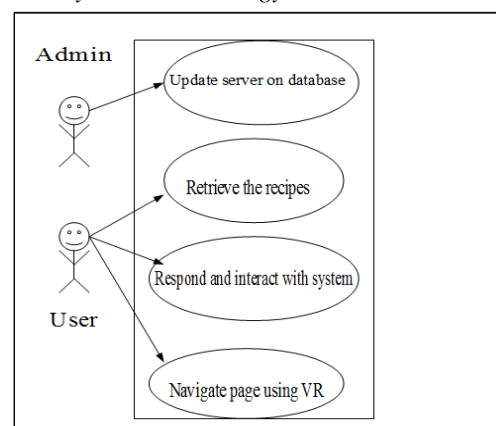 Admin
Update server on database
Retrieve the recipes
Respond and interact with system
User
Navigate page using VR